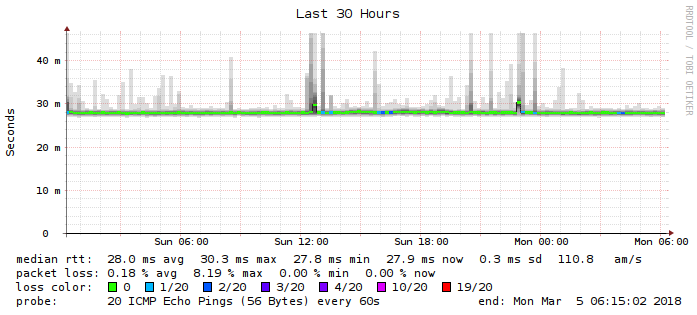 Last 30 Hours
RRDTOOL / TOBI OETIKER
Seconds
40 m
30 m
20 m
10 m
0
Sun 06:00 Sun 12:00 Sun 18:00 Mon 00:00 Mon 06:00
median rtt: 28.0 ms avg 30.3 ms max 27.8 ms min 27.9 ms now 0.3 ms sd 110.8 am/s
packet loss: 0.18 % avg 8.19 % max 0.00 % min 0.00 % now
loss color: 0 1/20 2/20 3/20 4/20 10/20 19/20
probe: 20 ICMP Echo Pings (56 Bytes) every 60s end: Mon Mar 5 06:15:02 2018